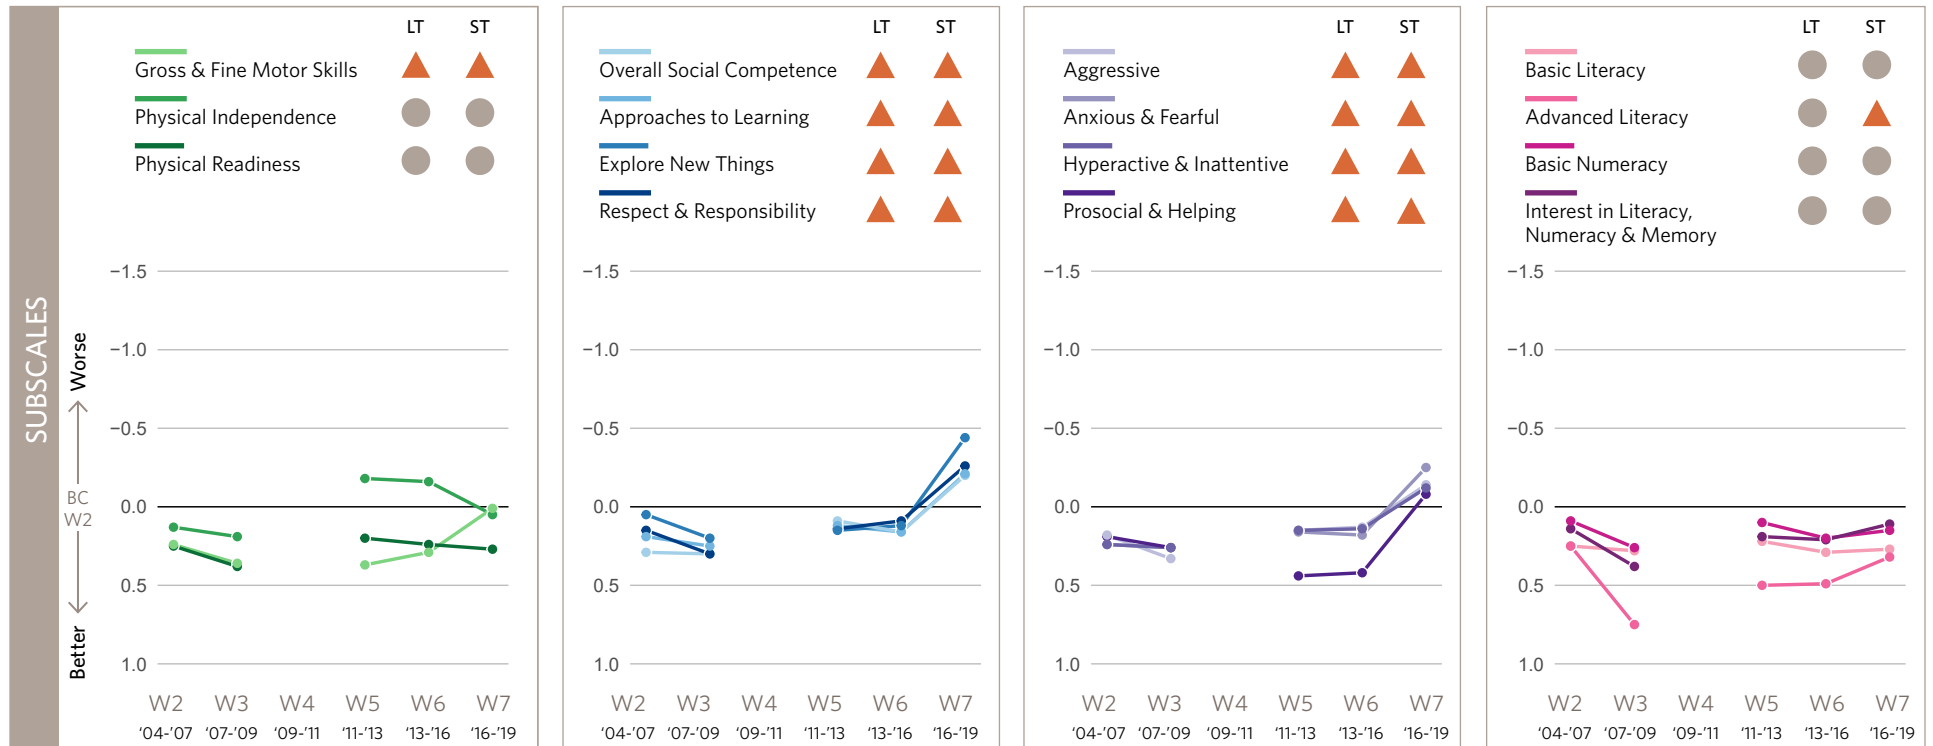 SUBSCALES
Worse
BC
W2
Better
LT ST
Gross & Fine Motor Skills
Physical Independence
Physical Readiness
−1.5
−1.0
−0.5
0.0
0.5
1.0
W2 W3 W4 W5 W6 W7
‘04-’07 ‘07-’09 ‘09-’11 ‘11-’13 ‘13-’16 ‘16-’19
LT ST
Overall Social Competence
Approaches to Learning
Explore New Things
Respect & Responsibility
−1.5
−1.0
−0.5
0.0
0.5
1.0
W2 W3 W4 W5 W6 W7
‘04-’07 ‘07-’09 ‘09-’11 ‘11-’13 ‘13-’16 ‘16-’19
LT ST
Aggressive
Anxious & Fearful
Hyperactive & Inattentive
Prosocial & Helping
−1.5
−1.0
−0.5
0.0
0.5
1.0
W2 W3 W4 W5 W6 W7
‘04-’07 ‘07-’09 ‘09-’11 ‘11-’13 ‘13-’16 ‘16-’19
LT ST
Basic Literacy
Advanced Literacy
Basic Numeracy
Interest in Literacy,
Numeracy & Memory
−1.5
−1.0
−0.5
0.0
0.5
1.0
W2 W3 W4 W5 W6 W7
‘04-’07 ‘07-’09 ‘09-’11 ‘11-’13 ‘13-’16 ‘16-’19